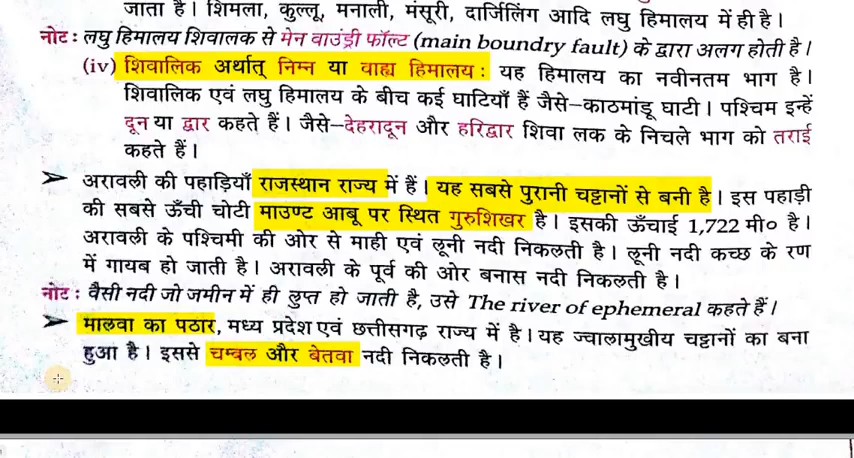 जाता है। शिमला, कुल्लू, मनाली, मंसूरी, दार्जिलिंग आदि लघु हिमालय में ही है।
नोट : लघु हिमालय शिवालक से मेन वाउंड्री फॉल्ट (main boundry fault) के द्वारा अलग होती है।
(iv) शिवालिक अर्थात् निम्न या वाह्य हिमालय : यह हिमालय का नवीनतम भाग है।
शिवालिक एवं लघु हिमालय के बीच कई घाटियाँ हैं जैसे–काठमांडू घाटी। पश्चिम इन्हें
दून या द्वार कहते हैं। जैसे–देहरादून और हरिद्वार शिवा लक के निचले भाग को तराई
कहते हैं।
➤ अरावली की पहाड़ियाँ राजस्थान राज्य में हैं। यह सबसे पुरानी चट्टानों से बनी है। इस पहाड़ी
की सबसे ऊँची चोटी माउण्ट आबू पर स्थित गुरुशिखर है। इसकी ऊँचाई 1,722 मी० है।
अरावली के पश्चिमी की ओर से माही एवं लूनी नदी निकलती है। लूनी नदी कच्छ के रण
में गायब हो जाती है। अरावली के पूर्व की ओर बनास नदी निकलती है।
नोट : वैसी नदी जो जमीन में ही लुप्त हो जाती है, उसे The river of ephemeral कहते हैं।
➤ मालवा का पठार, मध्य प्रदेश एवं छत्तीसगढ़ राज्य में है। यह ज्वालामुखीय चट्टानों का बना
हुआ है। इससे चम्बल और बेतवा नदी निकलती है।